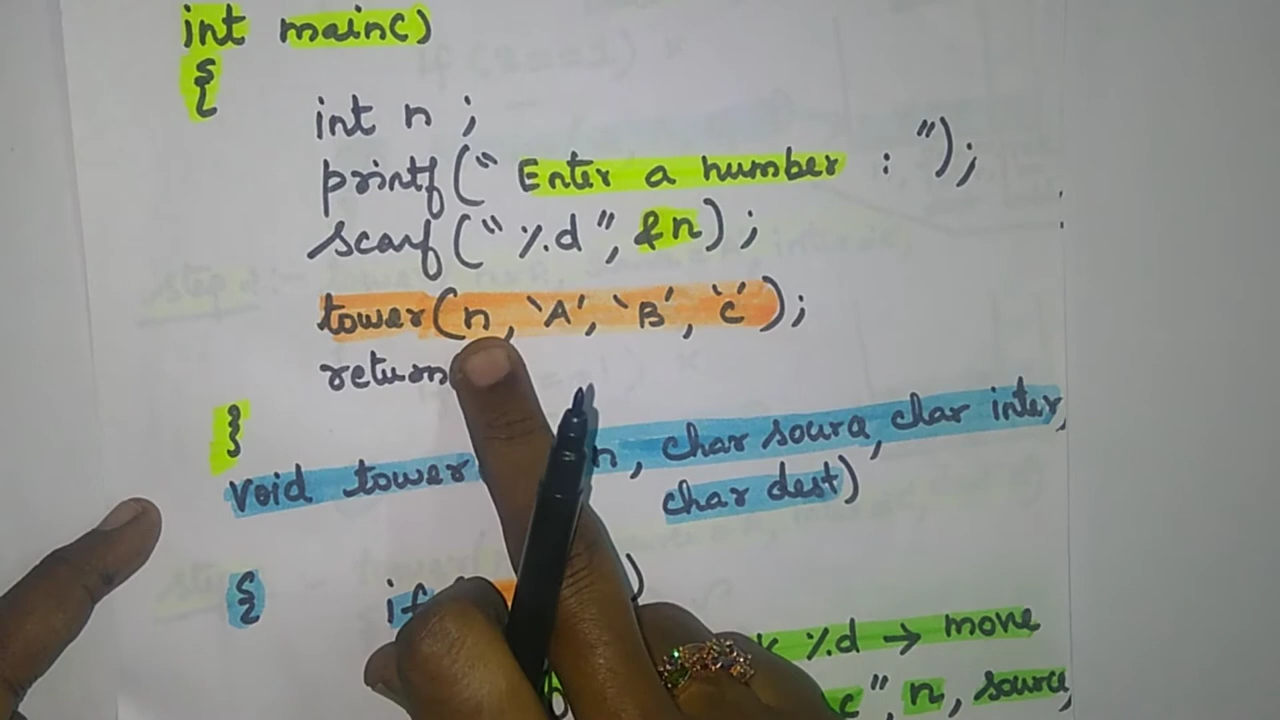 int main()
{
int n ;
printf(" Enter a number : ");
scanf (" %d", &n) ;
tower(n, 'A', 'B', 'c');
return
}
void tower n, char source, char inter,
char dest)
{ if )
%d → move
c", n, source,